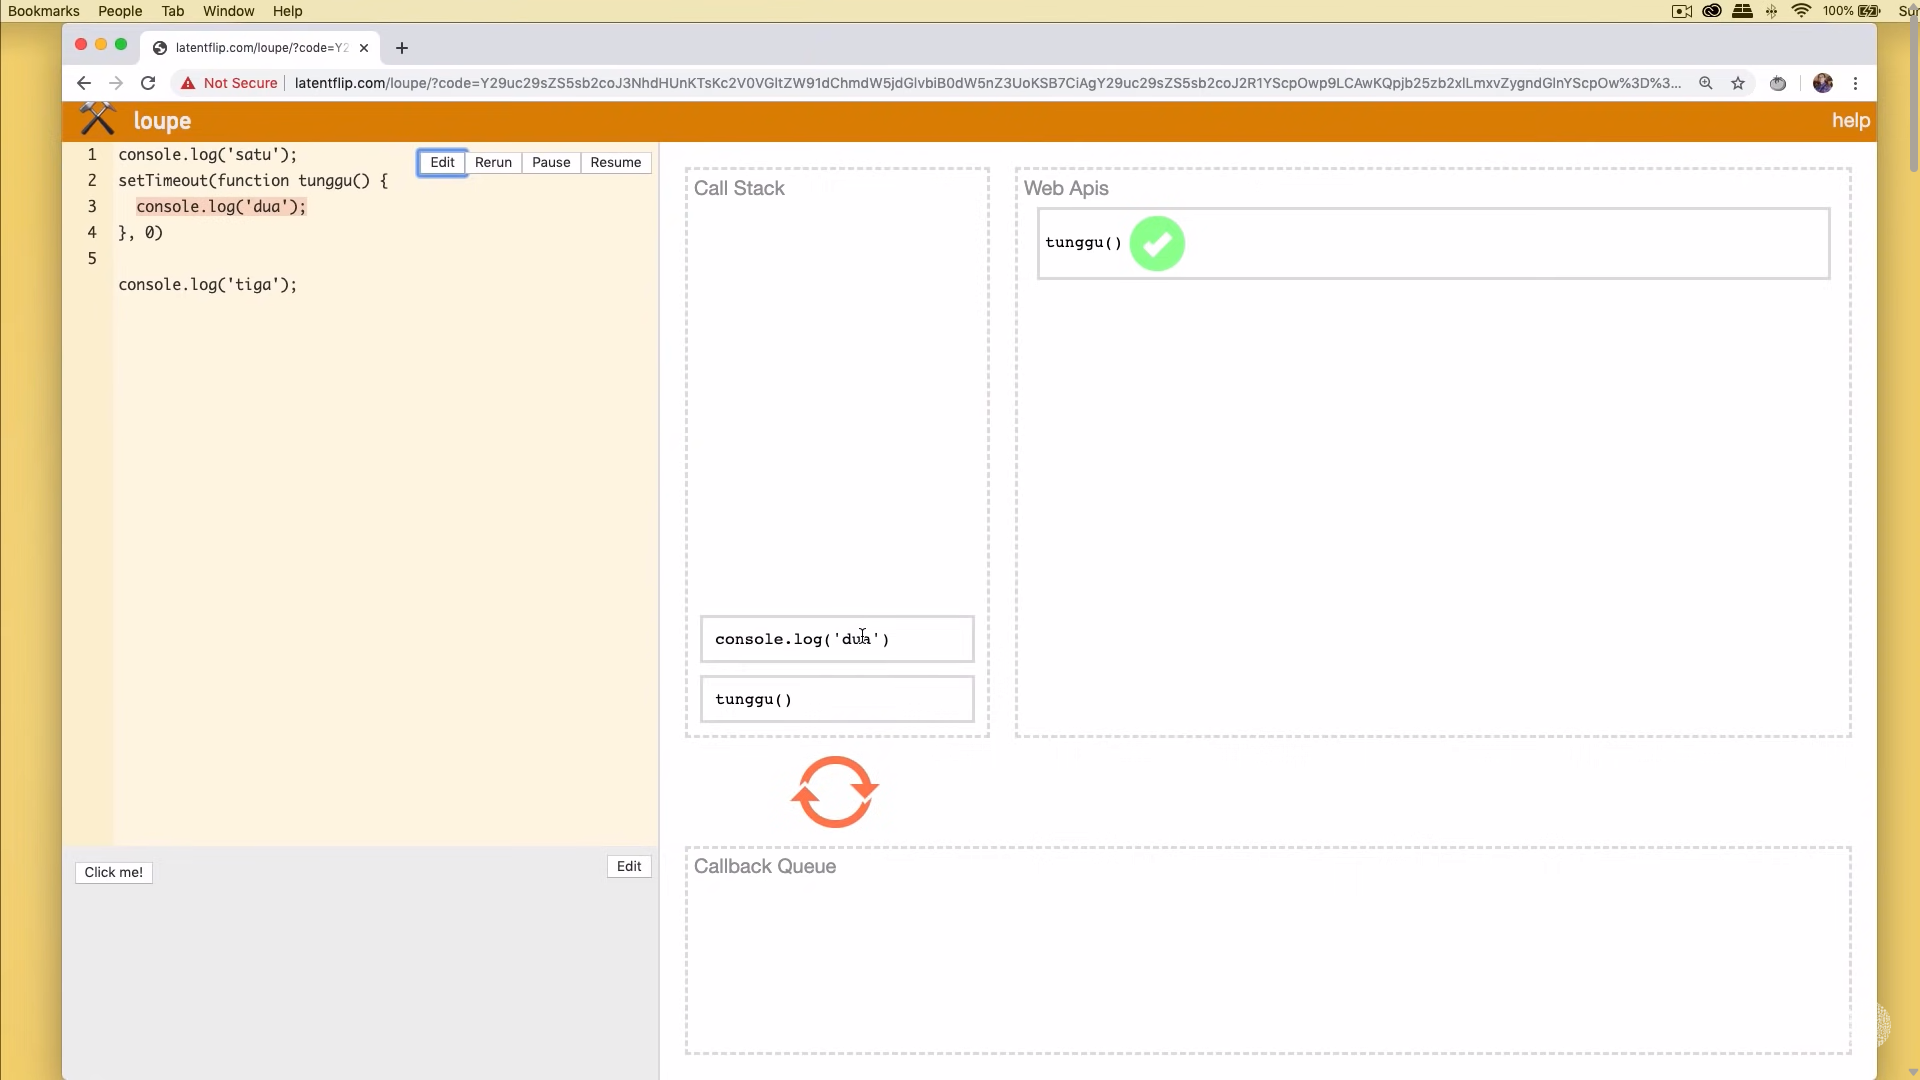 Bookmarks People Tab Window Help 100%
latentflip.com/loupe/?code=Y2
Not Secure latentflip.com/loupe/?code=Y29uc29sZS5sb2coJ3NhdHUnKTsKc2V0VGltZW91dChmdW5jdGlvbiB0dW5nZ3UoKSB7CiAgY29uc29sZS5sb2coJ2R1YScpOwp9LCAwKQpjb25zb2xlLmxvZygndGlnYScpOw%3D%3...
loupe help
1 console.log('satu');
Edit Rerun Pause Resume
2 setTimeout(function tunggu() {
3 console.log('dua');
4 }, 0)
5
console.log('tiga');
Call Stack
console.log('dua')
tunggu()
Web Apis
tunggu()
Click me!
Edit
Callback Queue